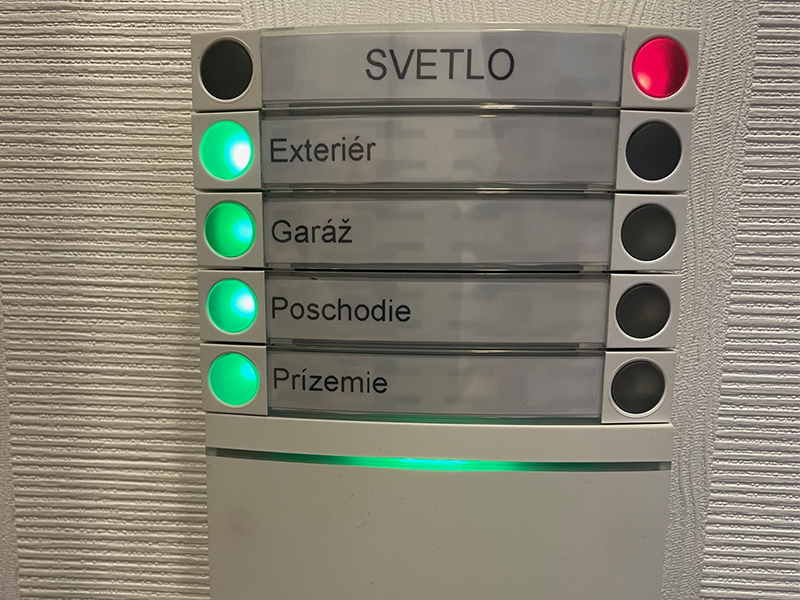 SVETLO
Exteriér
Garáž
Poschodie
Prízemie